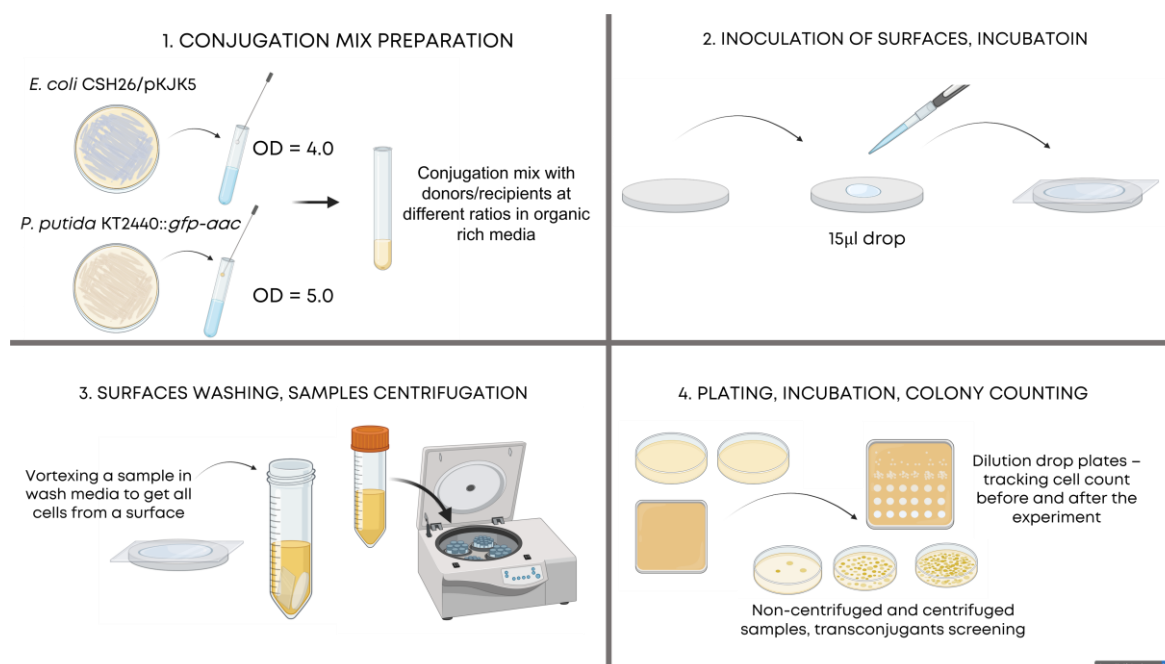 1. CONJUGATION MIX PREPARATION
E. coli CSH26/pKJK5
OD = 4.0
P. putida KT2440::gfp-aac
OD = 5.0
Conjugation mix with
donors/recipients at
different ratios in organic
rich media
2. INOCULATION OF SURFACES, INCUBATOIN
15µl drop
3. SURFACES WASHING, SAMPLES CENTRIFUGATION
Vortexing a sample in
wash media to get all
cells from a surface
4. PLATING, INCUBATION, COLONY COUNTING
Dilution drop plates –
tracking cell count
before and after the
experiment
Non-centrifuged and centrifuged
samples, transconjugants screening